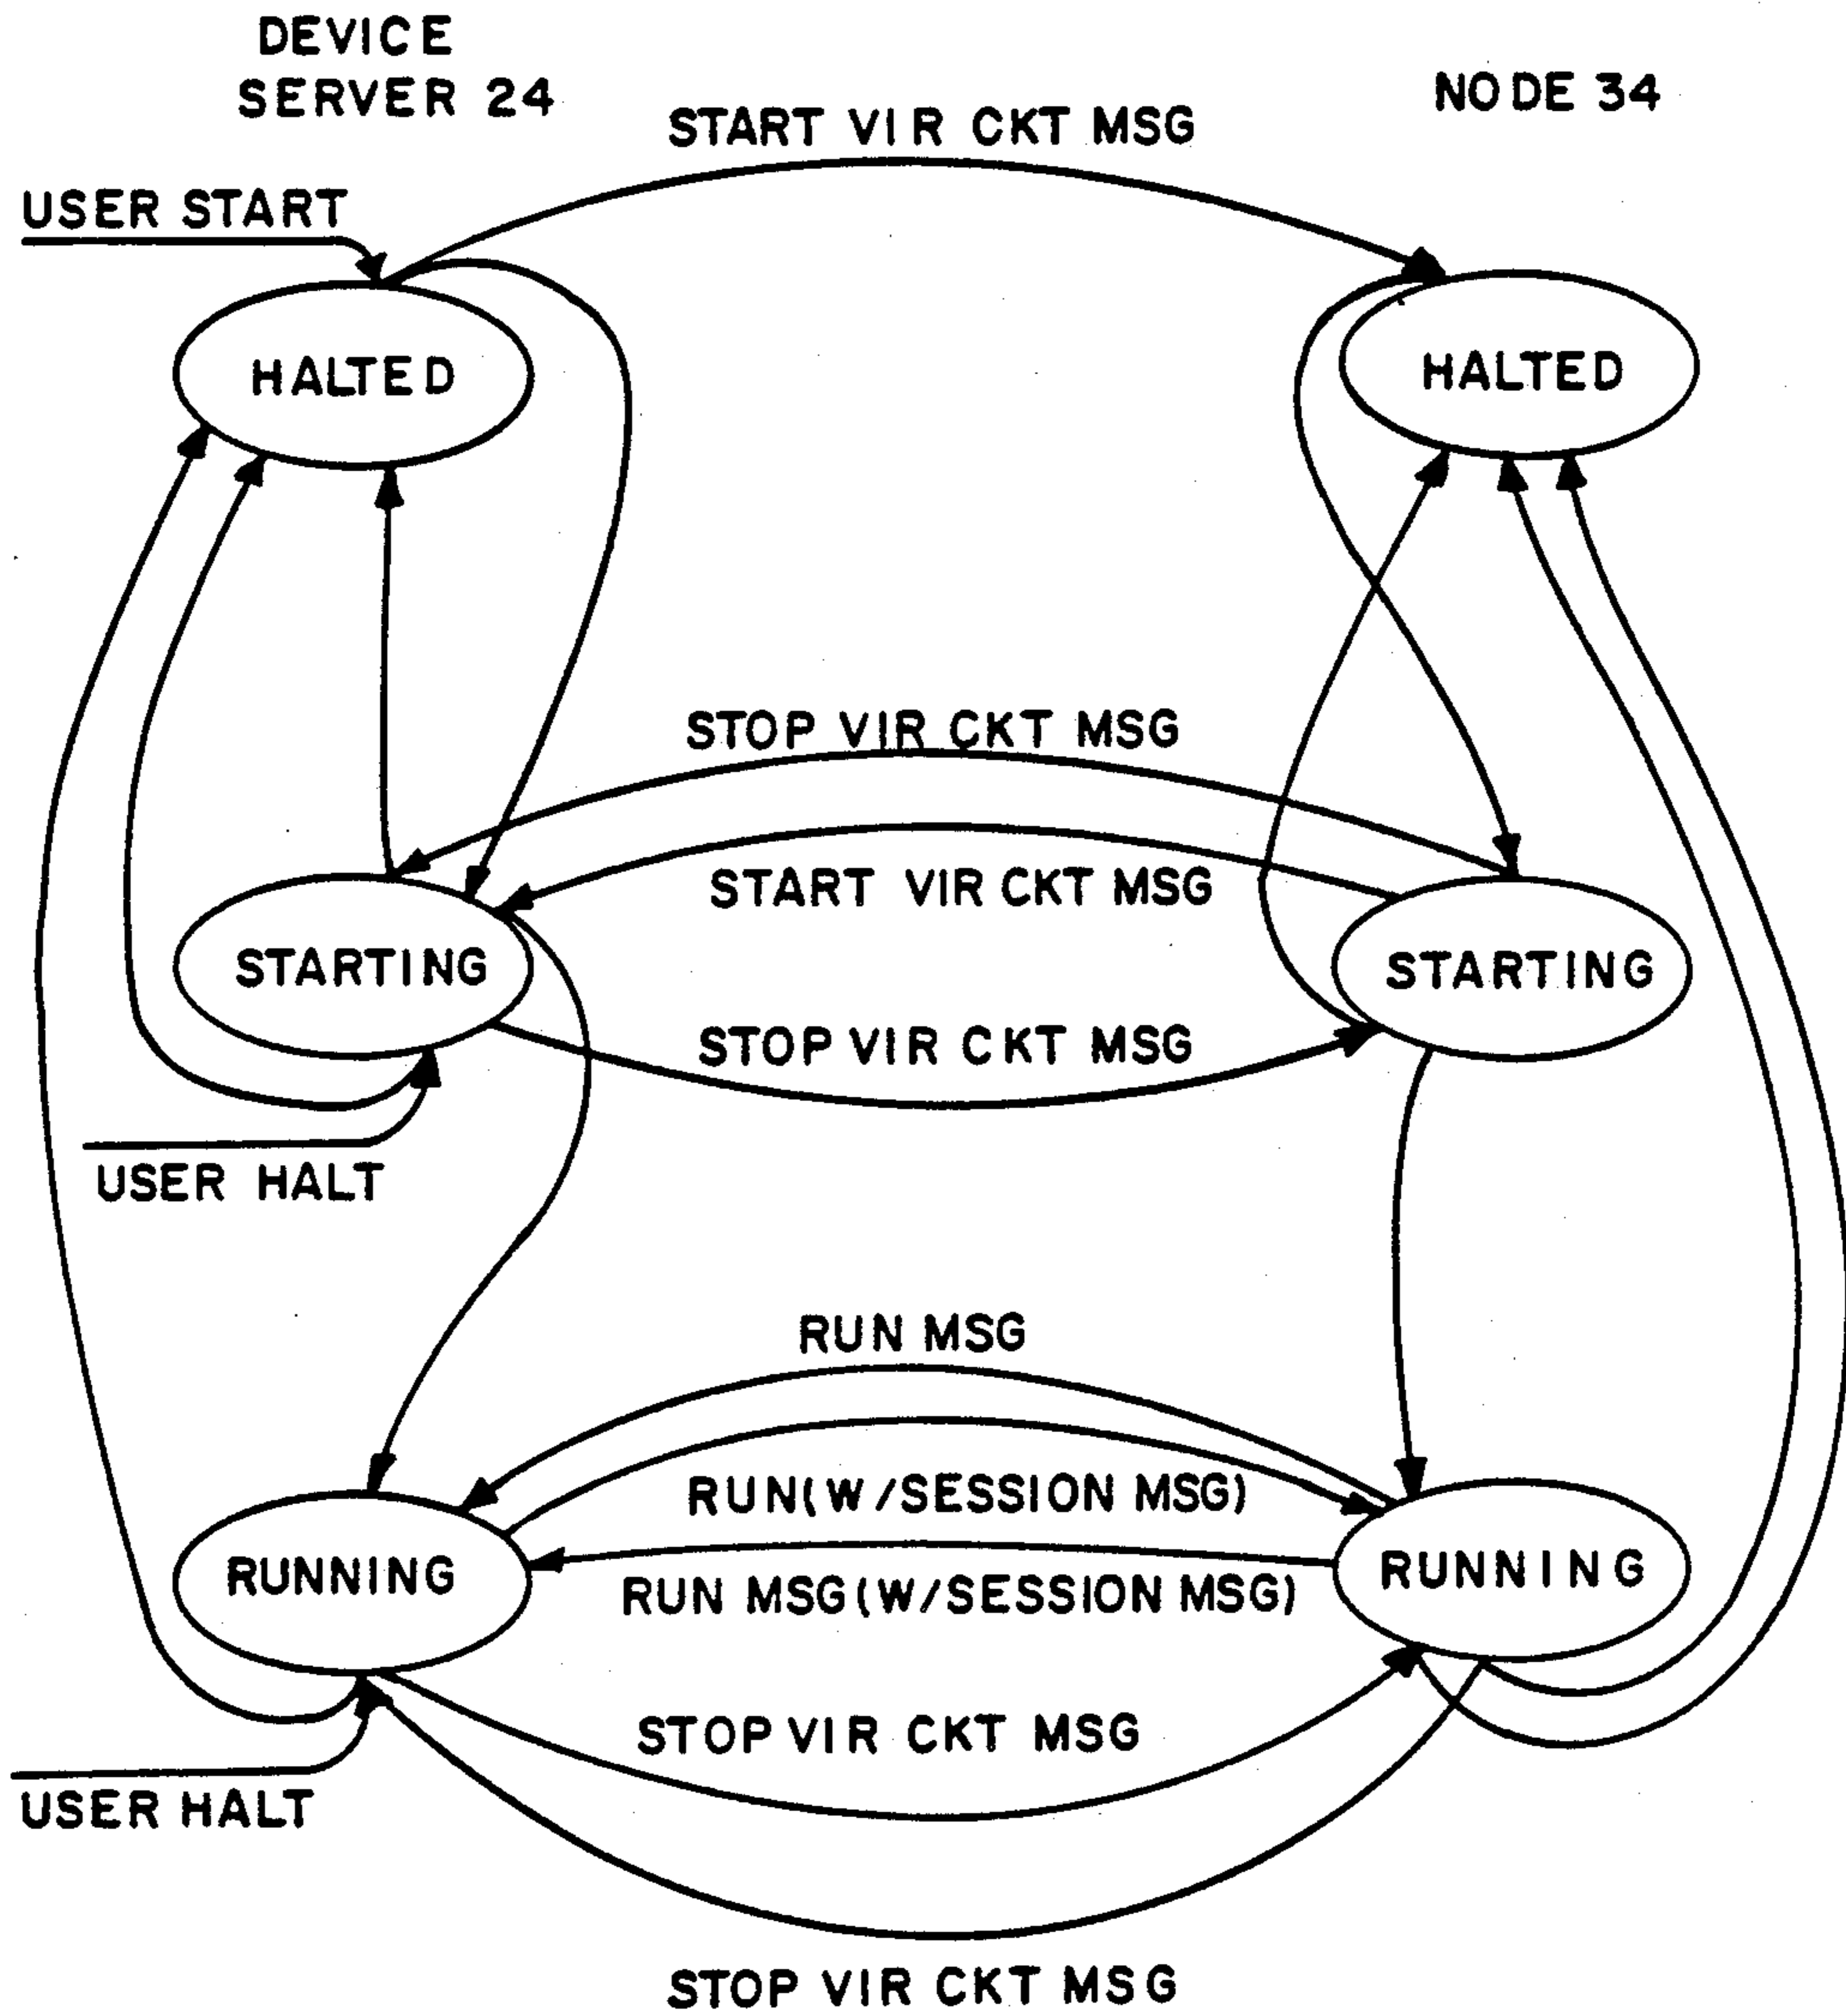 DEVICE
SERVER 24
NODE 34
START VIR CKT MSG
USER START
HALTED
HALTED
STOP VIR CKT MSG
START VIR CKT MSG
STARTING
STARTING
STOP VIR CKT MSG
USER HALT
RUN MSG
RUN(W/SESSION MSG)
RUNNING
RUNNING
RUN MSG(W/SESSION MSG)
STOP VIR CKT MSG
USER HALT
STOP VIR CKT MSG